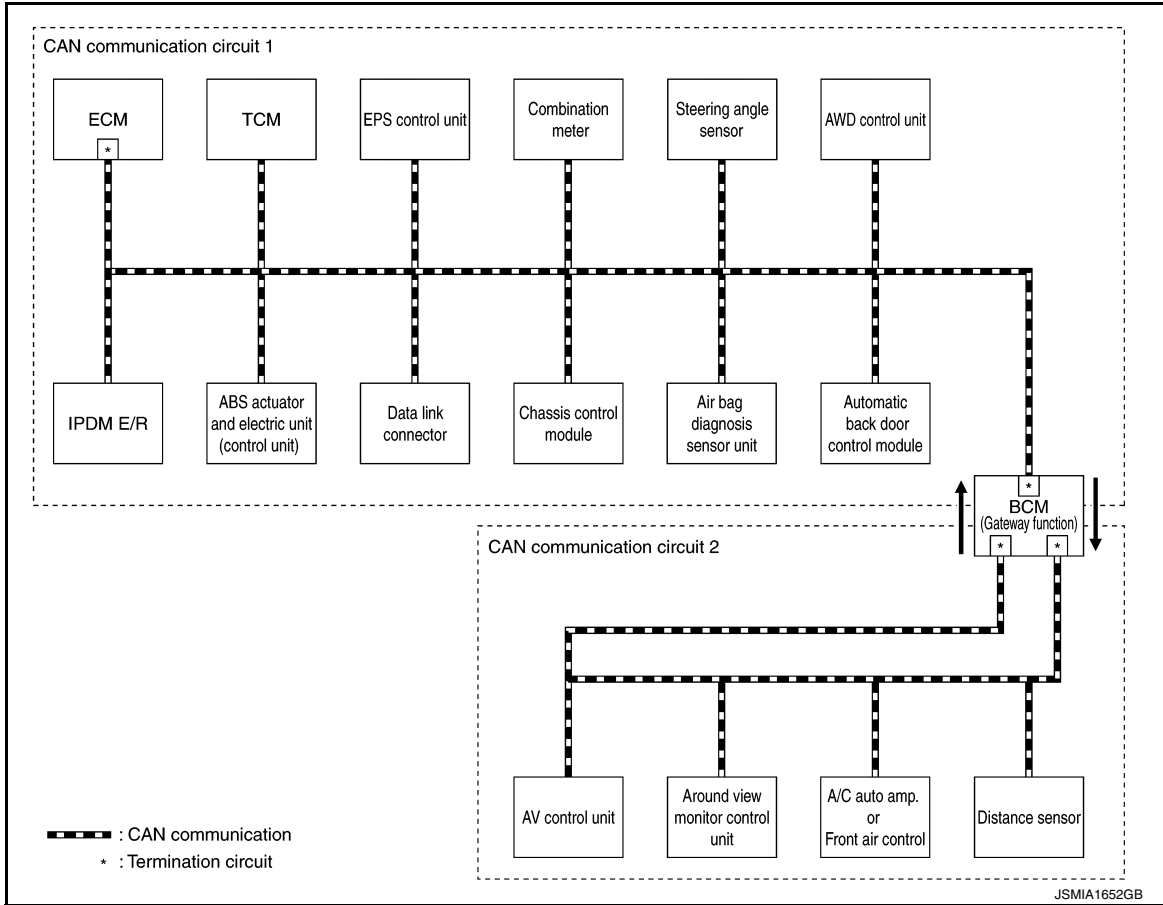 CAN communication circuit 1
ECM
*
TCM
EPS control unit
Combination
meter
Steering angle
sensor
AWD control unit
IPDM E/R
ABS actuator
and electric unit
(control unit)
Data link
connector
Chassis control
module
Air bag
diagnosis
sensor unit
Automatic
back door
control module
*
BCM
(Gateway function)
*
*
CAN communication circuit 2
AV control unit
Around view
monitor control
unit
A/C auto amp.
or
Front air control
Distance sensor
: CAN communication
* : Termination circuit
JSMIA1652GB